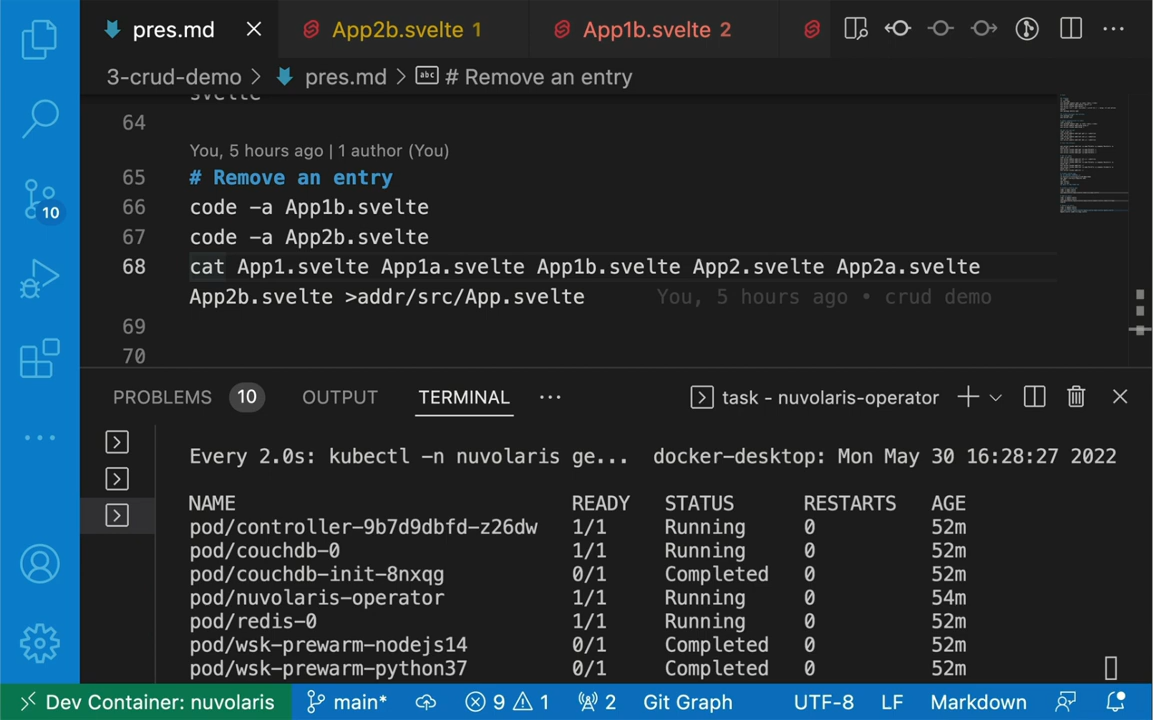 pres.md
App2b.svelte 1
App1b.svelte 2
3-crud-demo > pres.md > abc # Remove an entry
svelte
64
You, 5 hours ago | 1 author (You)
65 # Remove an entry
66 code -a App1b.svelte
67 code -a App2b.svelte
68 cat App1.svelte App1a.svelte App1b.svelte App2.svelte App2a.svelte
App2b.svelte >addr/src/App.svelte You, 5 hours ago • crud demo
69
70
10
PROBLEMS 10 OUTPUT TERMINAL ··· task - nuvolaris-operator
Every 2.0s: kubectl -n nuvolaris ge... docker-desktop: Mon May 30 16:28:27 2022
NAME READY STATUS RESTARTS AGE
pod/controller-9b7d9dbfd-z26dw 1/1 Running 0 52m
pod/couchdb-0 1/1 Running 0 52m
pod/couchdb-init-8nxqg 0/1 Completed 0 52m
pod/nuvolaris-operator 1/1 Running 0 54m
pod/redis-0 1/1 Running 0 52m
pod/wsk-prewarm-nodejs14 0/1 Completed 0 52m
pod/wsk-prewarm-python37 0/1 Completed 0 52m
Dev Container: nuvolaris main* 9 1 2 Git Graph UTF-8 LF Markdown